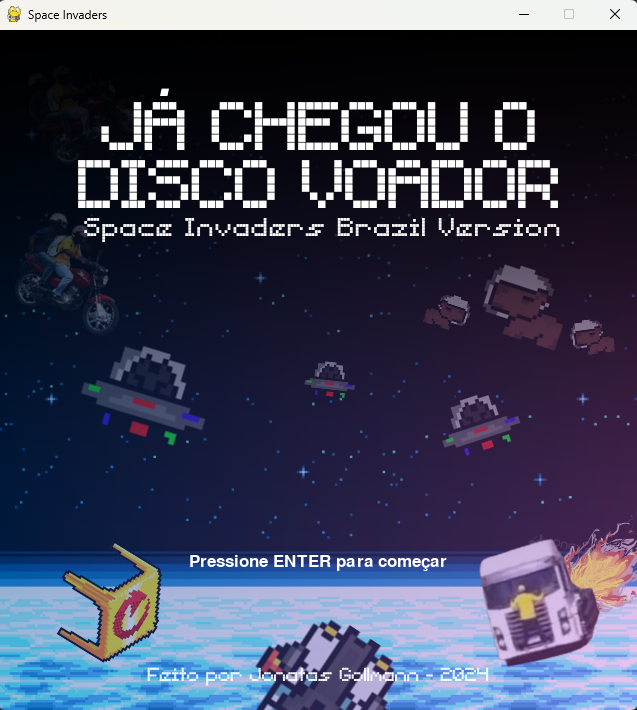 Space Invaders
JÁ CHEGOU O
DISCO VOADOR
Space Invaders Brazil Version
Pressione ENTER para começar
Feito por Jonatas Gollmann - 2024